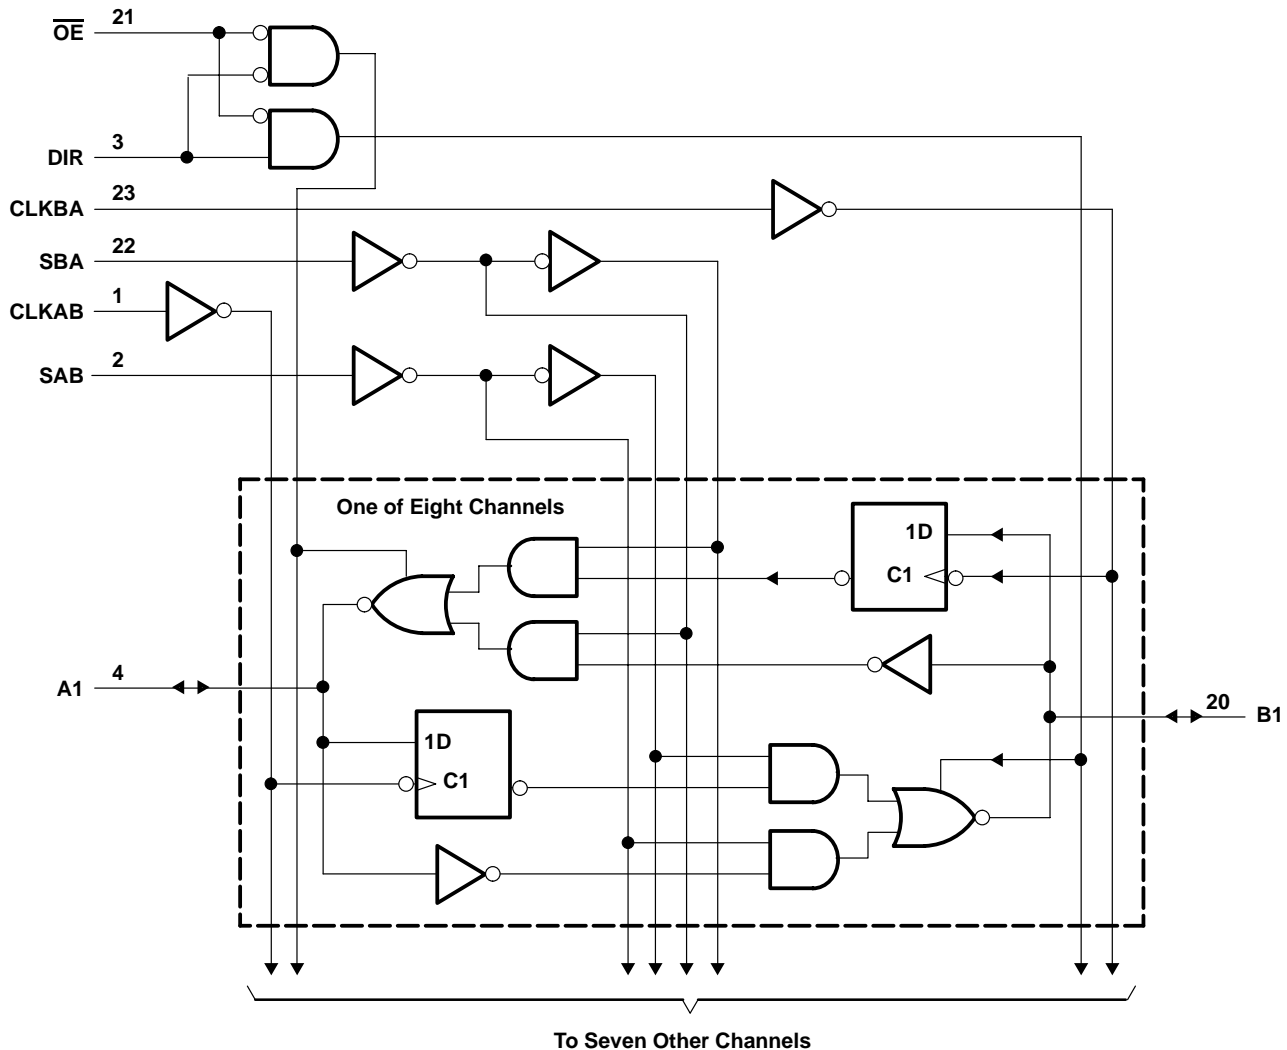 OE 21
DIR 3
CLKBA 23
SBA 22
CLKAB 1
SAB 2
One of Eight Channels
1D
C1
A1 4
20 B1
1D
C1
To Seven Other Channels